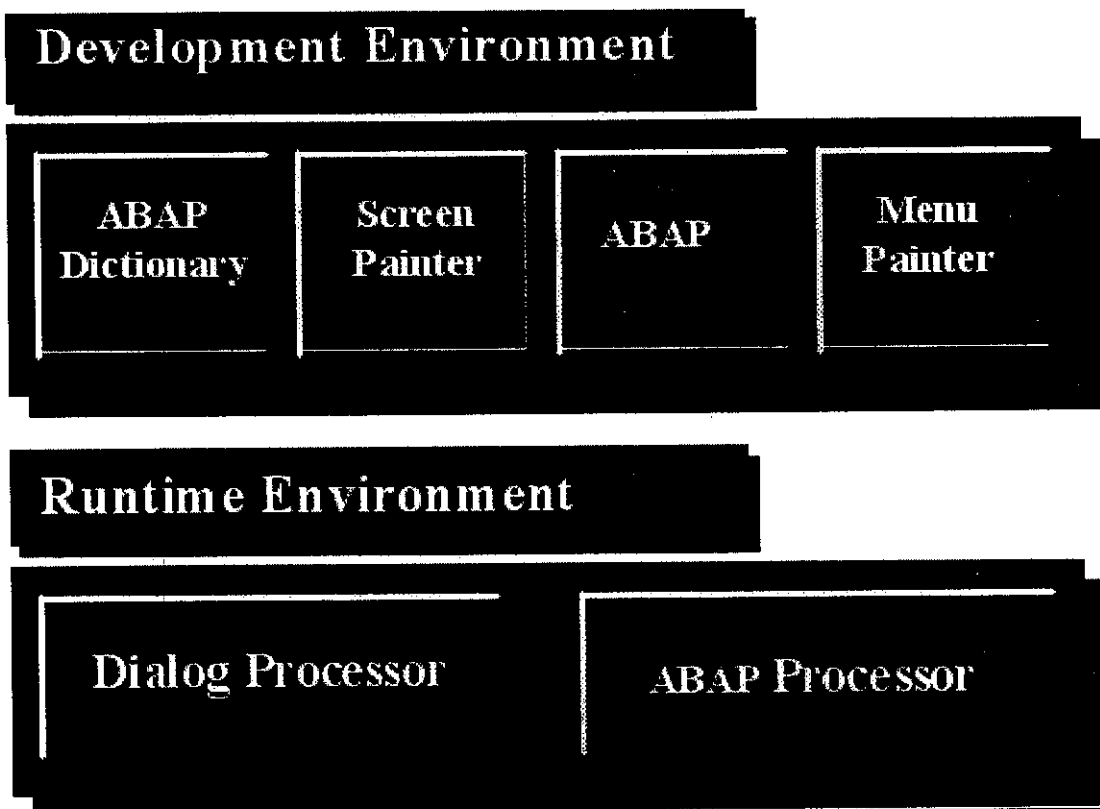 Development Environment
ABAP
Dictionary
Screen
Painter
ABAP
Menu
Painter
Runtime Environment
Dialog Processor
ABAP Processor